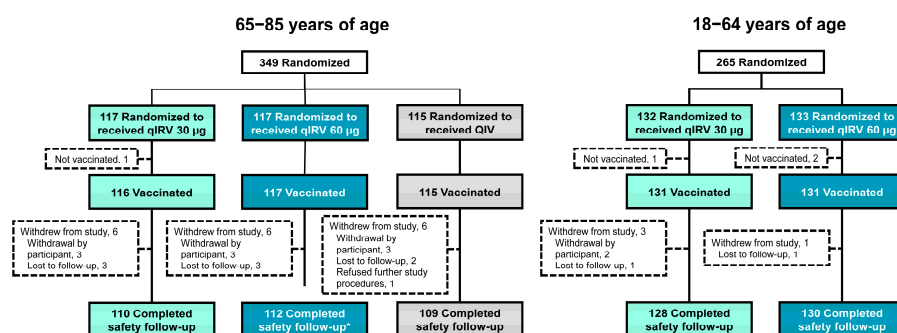 65–85 years of age
349 Randomized
117 Randomized to
received qIRV 30 µg
117 Randomized to
received qIRV 60 µg
115 Randomized to
received QIV
Not vaccinated, 1
116 Vaccinated
117 Vaccinated
115 Vaccinated
Withdrew from study, 6
Withdrawal by
participant, 3
Lost to follow-up, 3
Withdrew from study, 6
Withdrawal by
participant, 3
Lost to follow-up, 3
Withdrew from study, 6
Withdrawal by
participant, 3
Lost to follow-up, 2
Refused further study
procedures, 1
110 Completed
safety follow-up
112 Completed
safety follow-up*
109 Completed
safety follow-up
18–64 years of age
265 Randomized
132 Randomized to
received qIRV 30 µg
133 Randomized to
received qIRV 60 µg
Not vaccinated, 1
Not vaccinated, 2
131 Vaccinated
131 Vaccinated
Withdrew from study, 3
Withdrawal by
participant, 2
Lost to follow-up, 1
Withdrew from study, 1
Lost to follow-up, 1
128 Completed
safety follow-up
130 Completed
safety follow-up